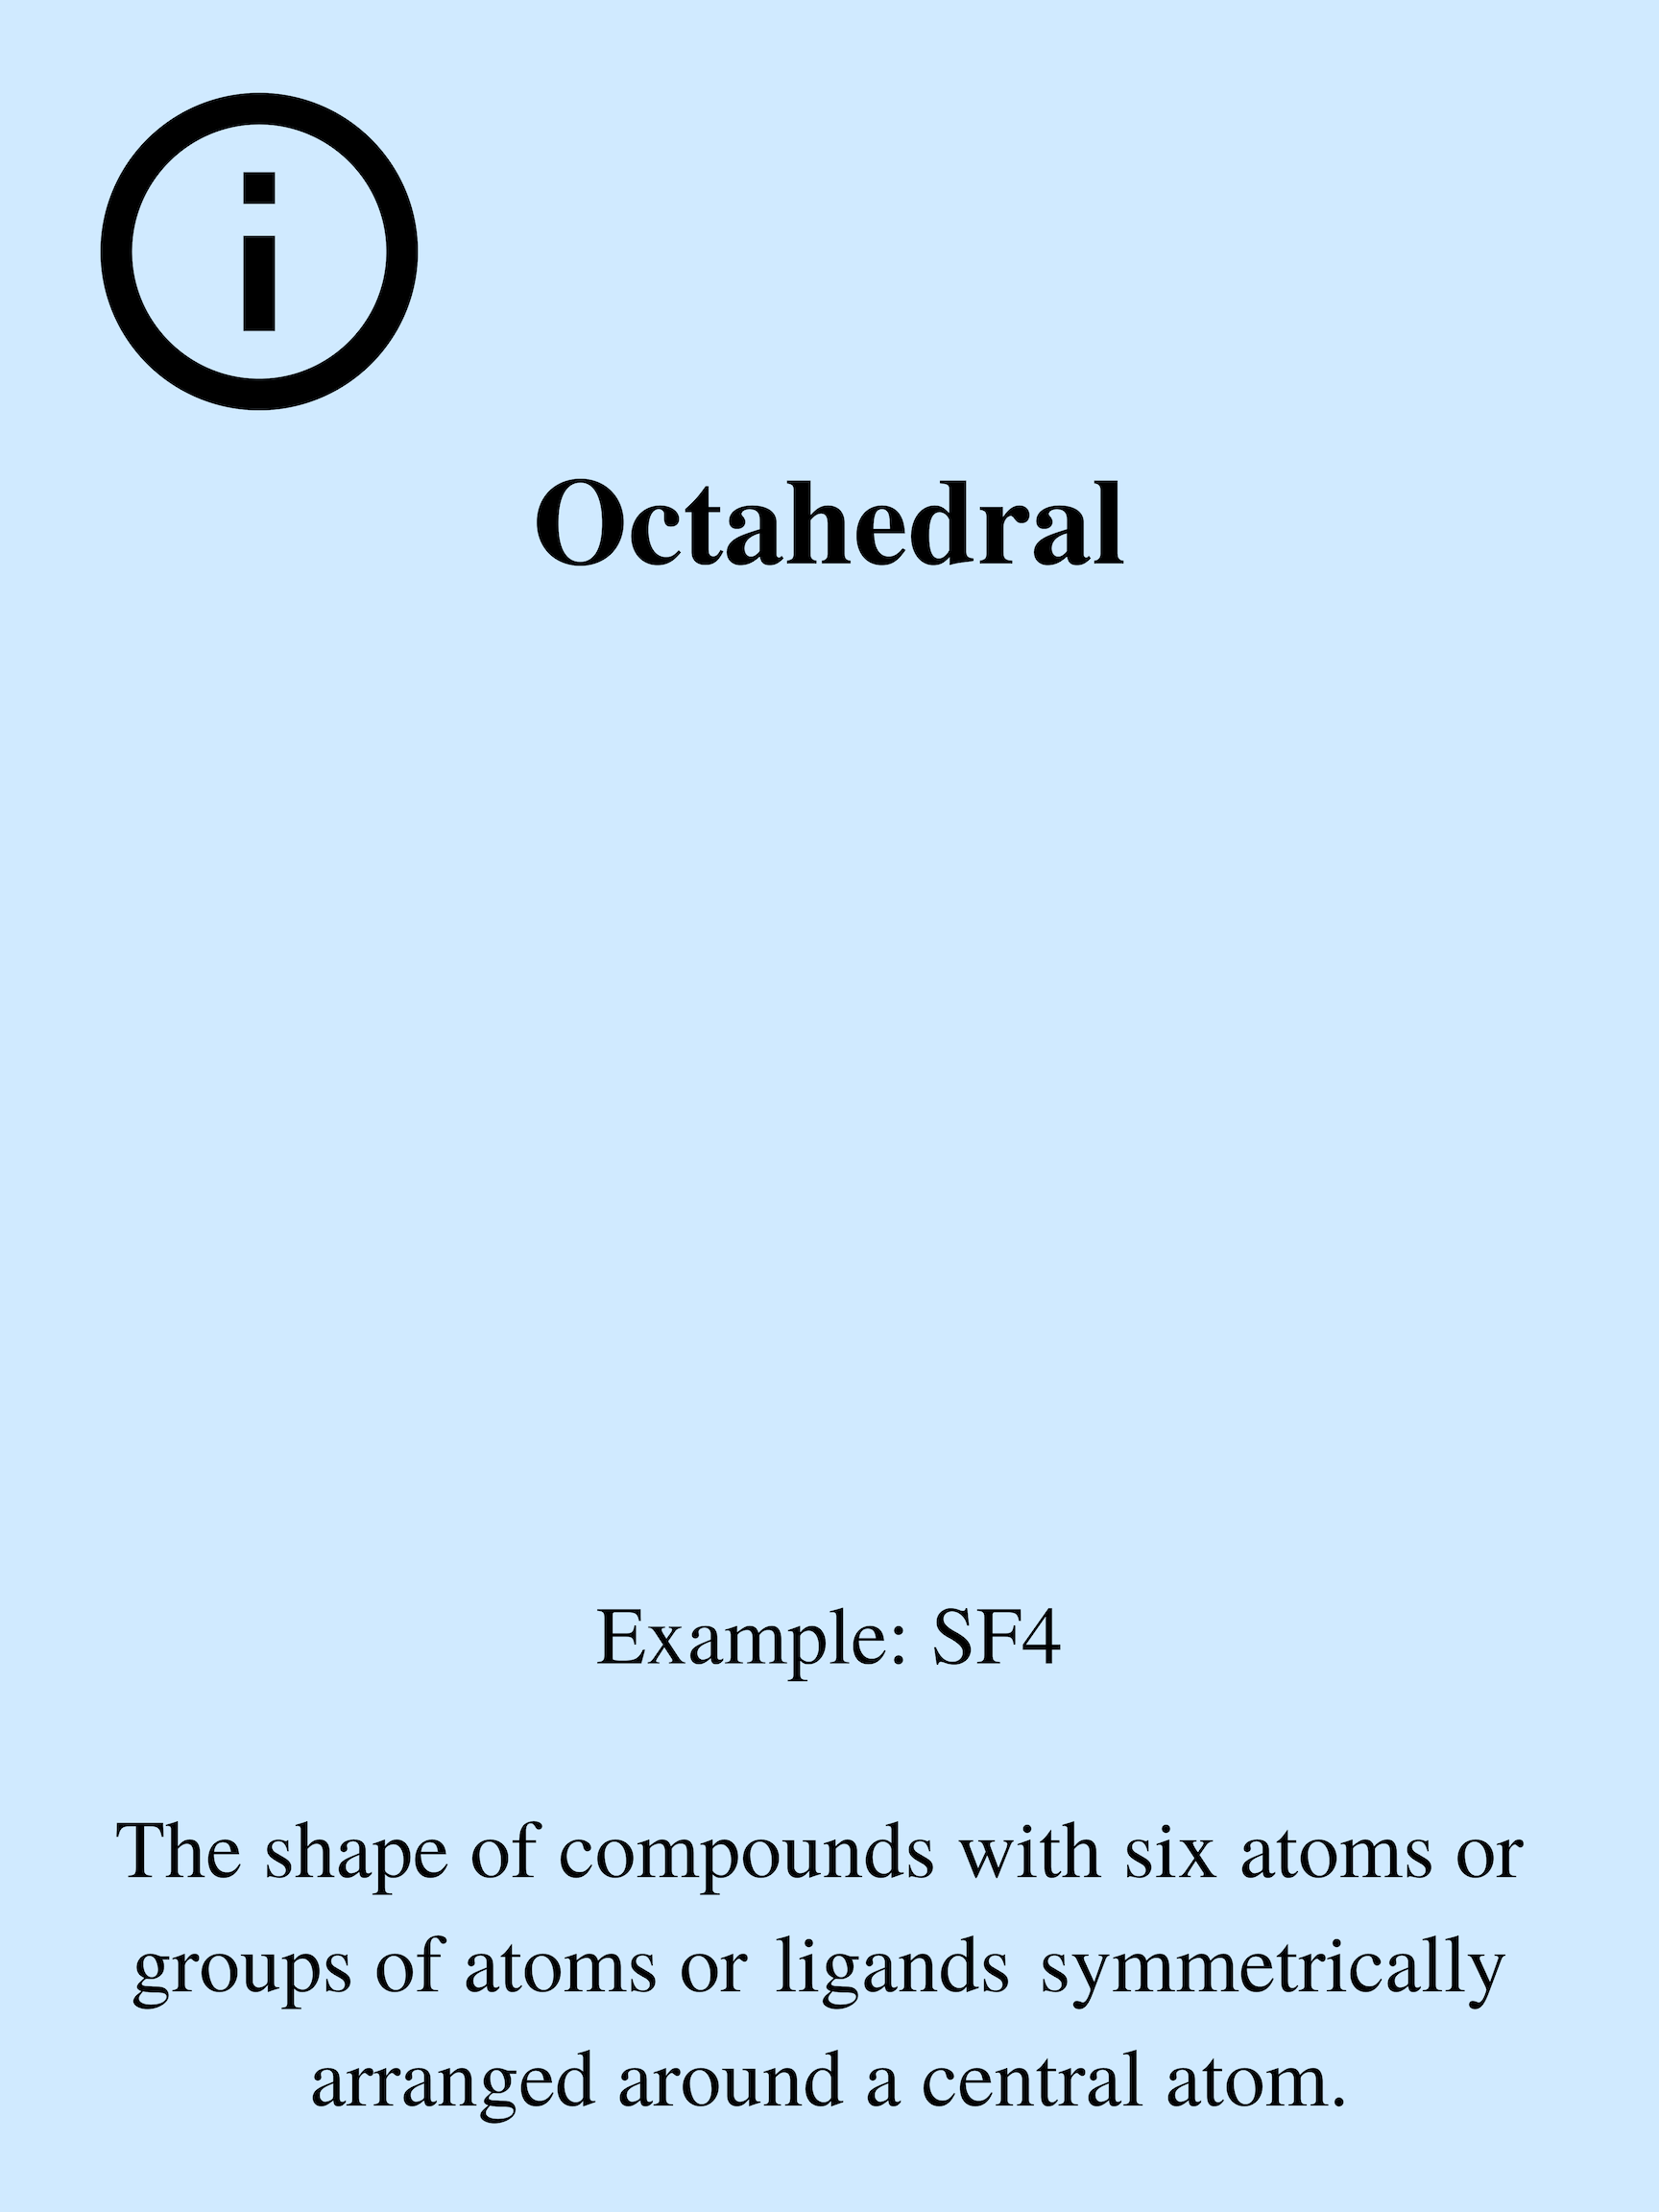 i
Octahedral
Example: SF4
The shape of compounds with six atoms or
groups of atoms or ligands symmetrically
arranged around a central atom.